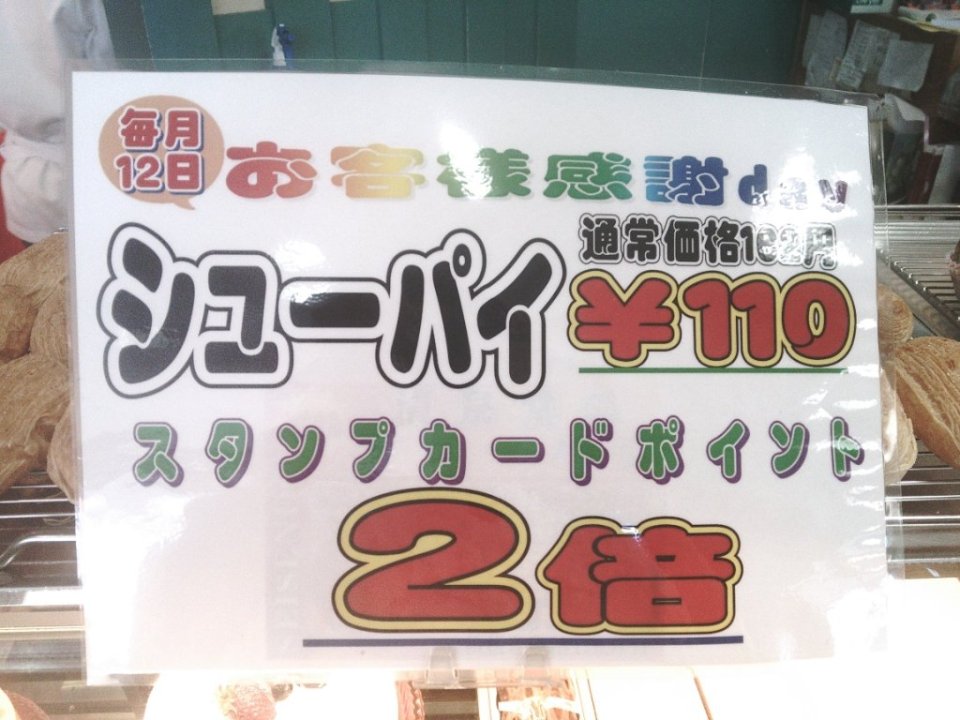 毎月
12日
お客様感謝day
シューパイ
通常価格162円
¥110
スタンプカードポイント
2倍